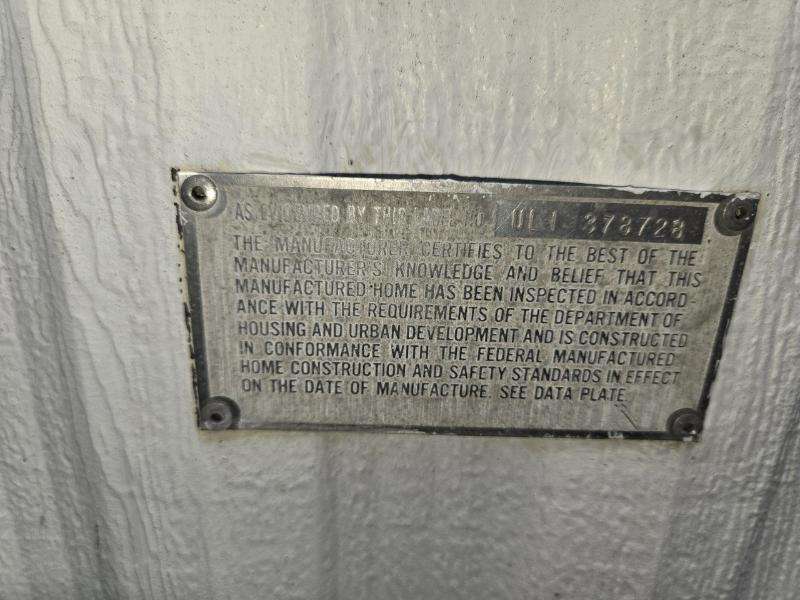 AS EVIDENCED BY THIS LABEL NO. ULI 373728
THE MANUFACTURER CERTIFIES TO THE BEST OF THE
MANUFACTURER'S KNOWLEDGE AND BELIEF THAT THIS
MANUFACTURED HOME HAS BEEN INSPECTED IN ACCORD-
ANCE WITH THE REQUIREMENTS OF THE DEPARTMENT OF
HOUSING AND URBAN DEVELOPMENT AND IS CONSTRUCTED
IN CONFORMANCE WITH THE FEDERAL MANUFACTURED
HOME CONSTRUCTION AND SAFETY STANDARDS IN EFFECT
ON THE DATE OF MANUFACTURE. SEE DATA PLATE.